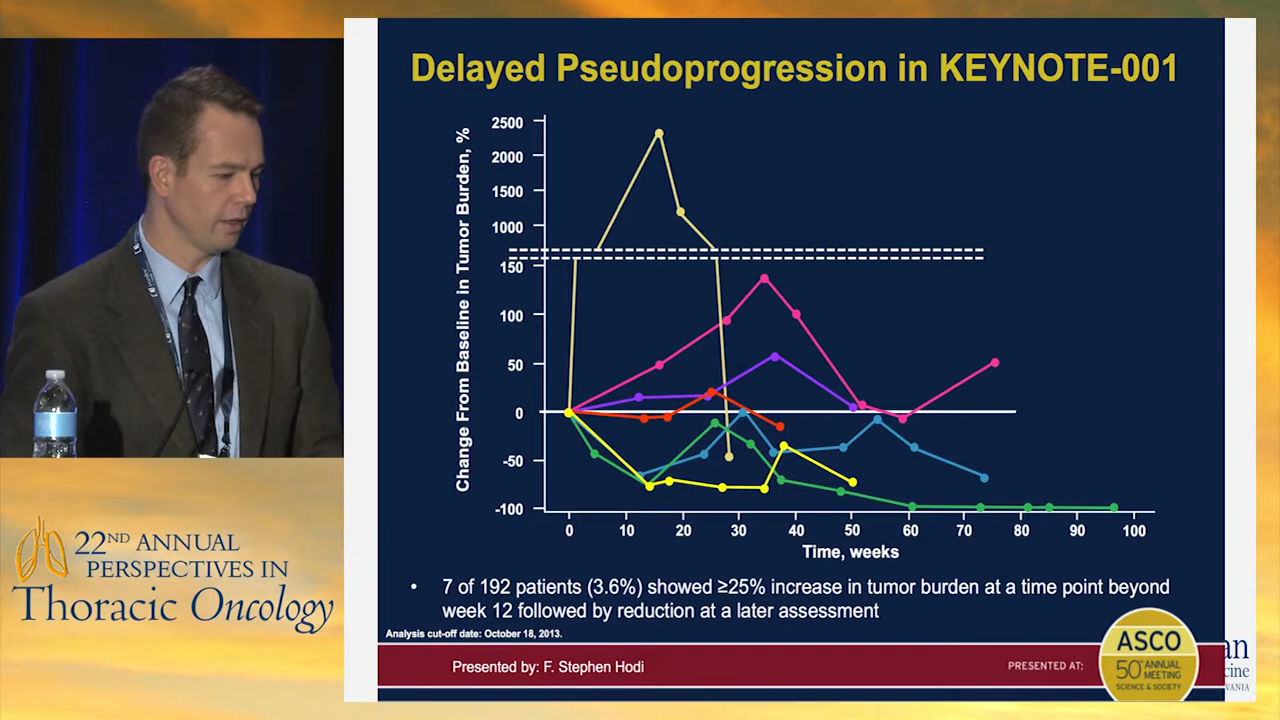 Delayed Pseudoprogression in KEYNOTE-001
Change From Baseline in Tumor Burden, %
2500
2000
1500
1000
150
100
50
0
-50
-100
0 10 20 30 40 50 60 70 80 90 100
Time, weeks
• 7 of 192 patients (3.6%) showed ≥25% increase in tumor burden at a time point beyond
week 12 followed by reduction at a later assessment
Analysis cut-off date: October 18, 2013.
Presented by: F. Stephen Hodi
PRESENTED AT:
ASCO
50TH ANNUAL
MEETING
SCIENCE & SOCIETY
22ND ANNUAL
PERSPECTIVES IN
Thoracic Oncology